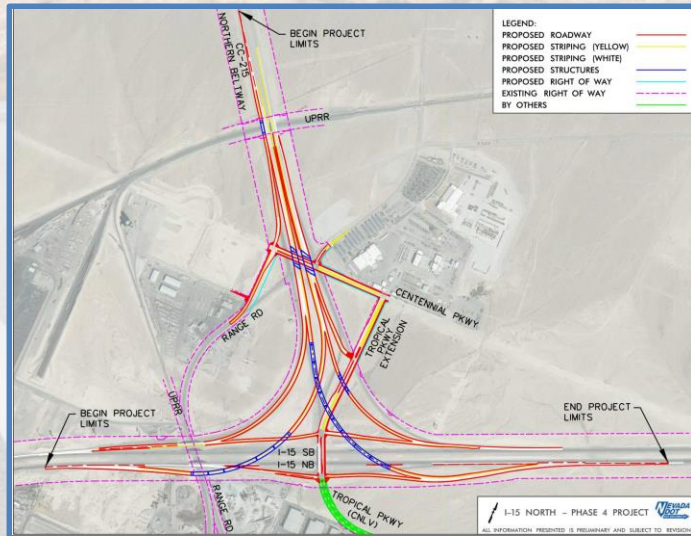 BEGIN PROJECT
LIMITS
CC-215
NORTHERN BELTWAY
UPRR
LEGEND:
PROPOSED ROADWAY
PROPOSED STRIPING (YELLOW)
PROPOSED STRIPING (WHITE)
PROPOSED STRUCTURES
PROPOSED RIGHT OF WAY
EXISTING RIGHT OF WAY
BY OTHERS
RANGE RD
CENTENNIAL PKWY
TROPICAL
PKWY
EXTENSION
UPRR
BEGIN PROJECT
LIMITS
END PROJECT
LIMITS
I-15 SB
I-15 NB
RANGE RD
TROPICAL PKWY
(CNLV)
I-15 NORTH - PHASE 4 PROJECT
NEVADA
DOT
ALL INFORMATION PRESENTED IS PRELIMINARY AND SUBJECT TO REVISION